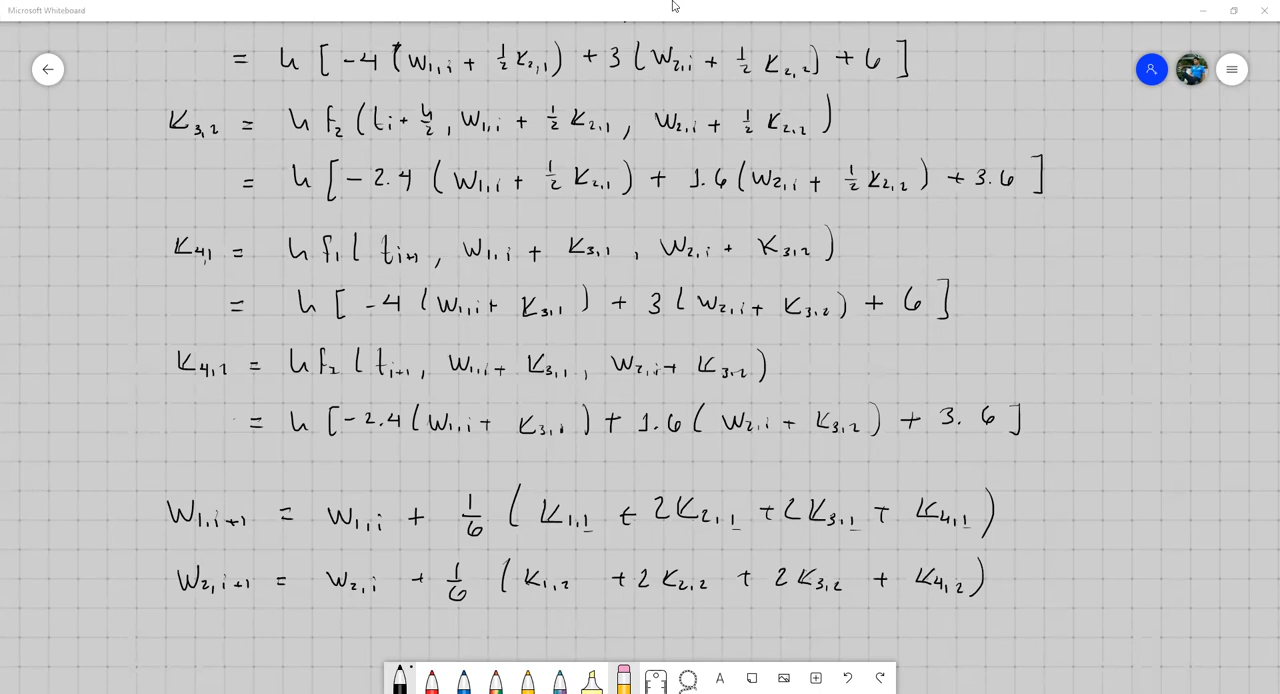 Microsoft Whiteboard
= h [ -4 ( W1,i + 1/2 K2,1 ) + 3 ( W2,i + 1/2 K2,2 ) + 6 ]
K3,2 = h f2 ( ti + h/2 , W1,i + 1/2 K2,1 , W2,i + 1/2 K2,2 )
= h [ - 2.4 ( W1,i + 1/2 K2,1 ) + 1.6 ( W2,i + 1/2 K2,2 ) + 3.6 ]
K4,1 = h f1 ( ti+1 , W1,i + K3,1 , W2,i + K3,2 )
= h [ -4 ( W1,i + K3,1 ) + 3 ( W2,i + K3,2 ) + 6 ]
K4,2 = h f2 ( ti+1 , W1,i + K3,1 , W2,i + K3,2 )
= h [ -2.4 ( W1,i + K3,1 ) + 1.6 ( W2,i + K3,2 ) + 3.6 ]
W1,i+1 = W1,i + 1/6 ( K1,1 + 2K2,1 + 2K3,1 + K4,1 )
W2,i+1 = W2,i + 1/6 ( K1,2 + 2K2,2 + 2K3,2 + K4,2 )
A